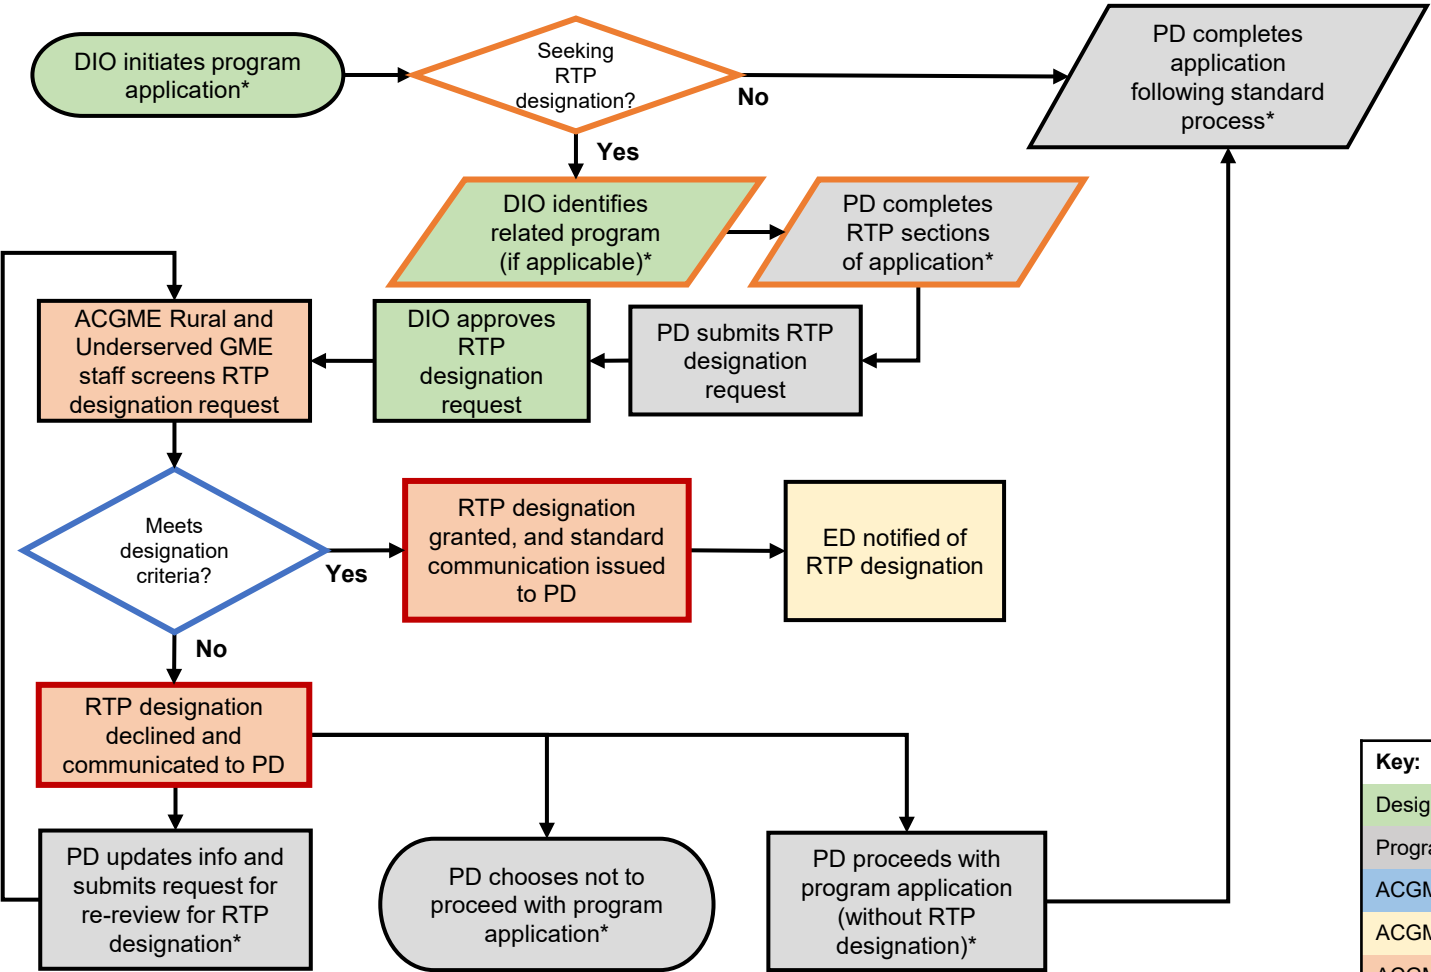 DIO initiates program
application*
Seeking
RTP
designation?
No
PD completes
application
following standard
process*
Yes
DIO identifies
related program
(if applicable)*
PD completes
RTP sections
of application*
ACGME Rural and
Underserved GME
staff screens RTP
designation request
DIO approves
RTP
designation
request
PD submits RTP
designation
request
Meets
designation
criteria?
Yes
RTP designation
granted, and standard
communication issued
to PD
ED notified of
RTP designation
No
RTP designation
declined and
communicated to PD
PD updates info and
submits request for
re-review for RTP
designation*
PD chooses not to
proceed with program
application*
PD proceeds with
program application
(without RTP
designation)*
Key: